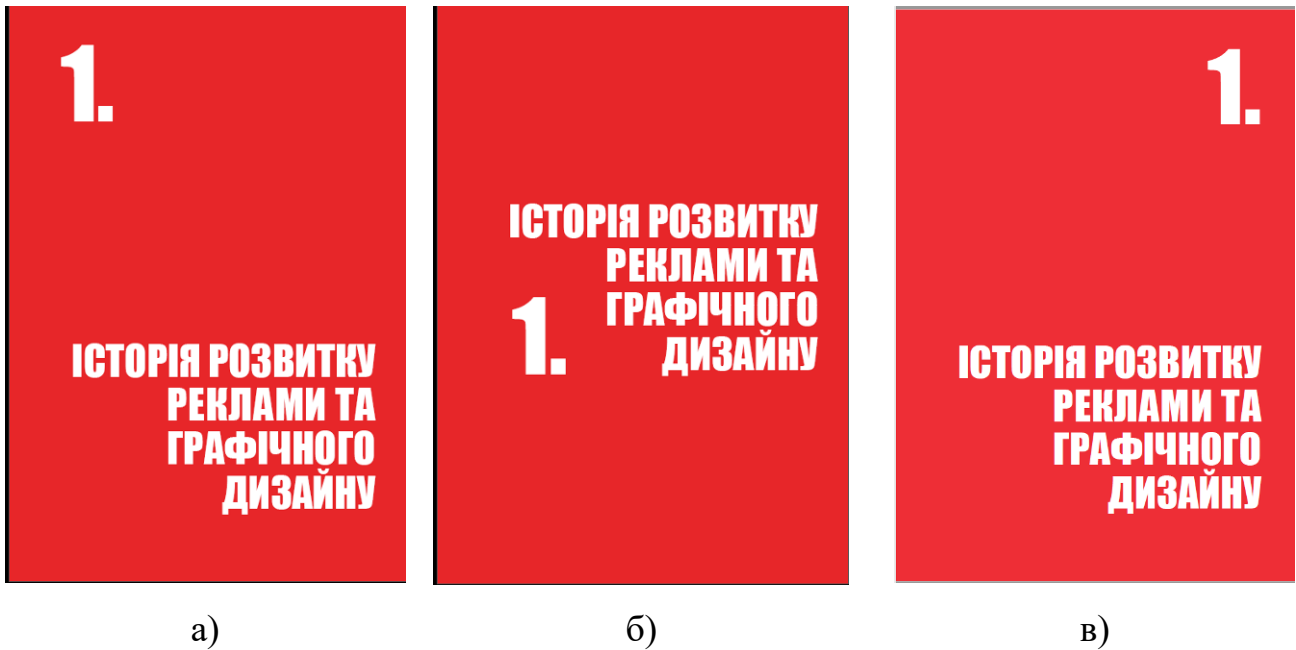 1.
ІСТОРІЯ РОЗВИТКУ
РЕКЛАМИ ТА
ГРАФІЧНОГО
ДИЗАЙНУ
а)
ІСТОРІЯ РОЗВИТКУ
РЕКЛАМИ ТА
ГРАФІЧНОГО
1.
ДИЗАЙНУ
б)
1.
ІСТОРІЯ РОЗВИТКУ
РЕКЛАМИ ТА
ГРАФІЧНОГО
ДИЗАЙНУ
в)